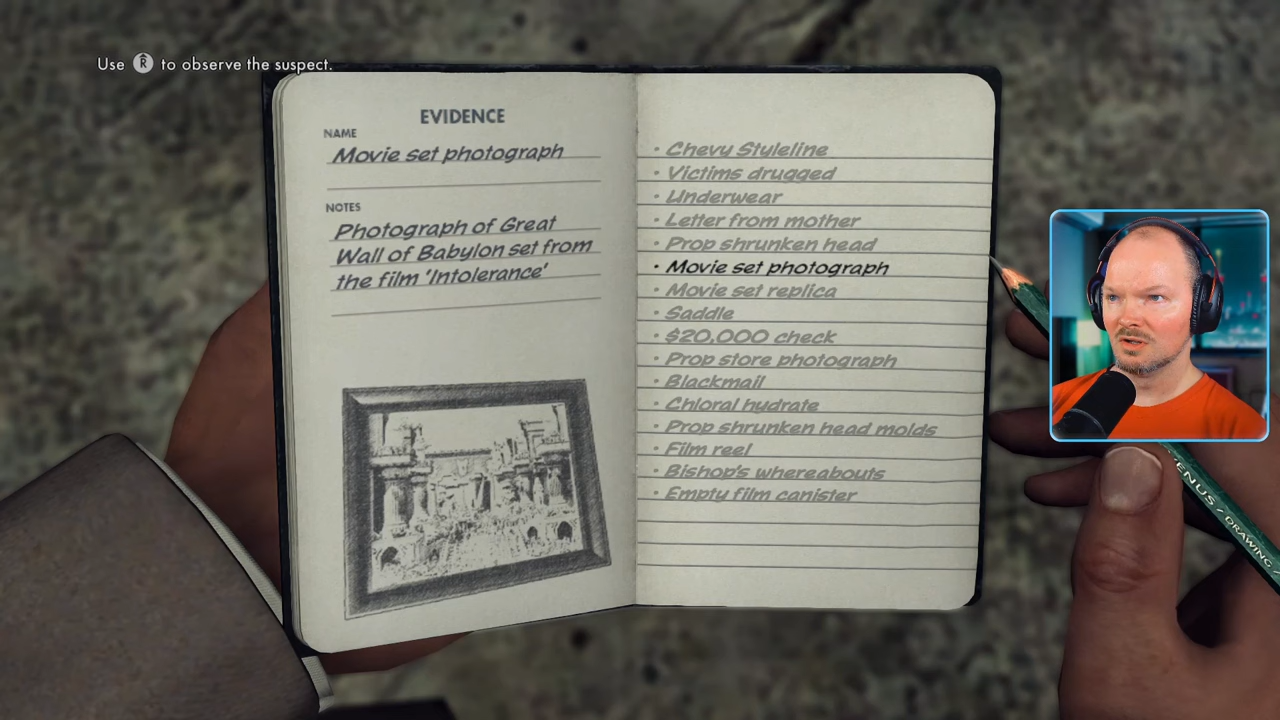 Use R to observe the suspect.
EVIDENCE
NAME
Movie set photograph
NOTES
Photograph of Great
Wall of Babylon set from
the film 'Intolerance'
· Chevy Styleline
· Victims drugged
· Underwear
· Letter from mother
· Prop shrunken head
· Movie set photograph
· Movie set replica
· Saddle
· $20,000 check
· Prop store photograph
· Blackmail
· Chloral hydrate
· Prop shrunken head molds
· Film reel
· Bishop's whereabouts
· Empty film canister
VENUS / DRAWING